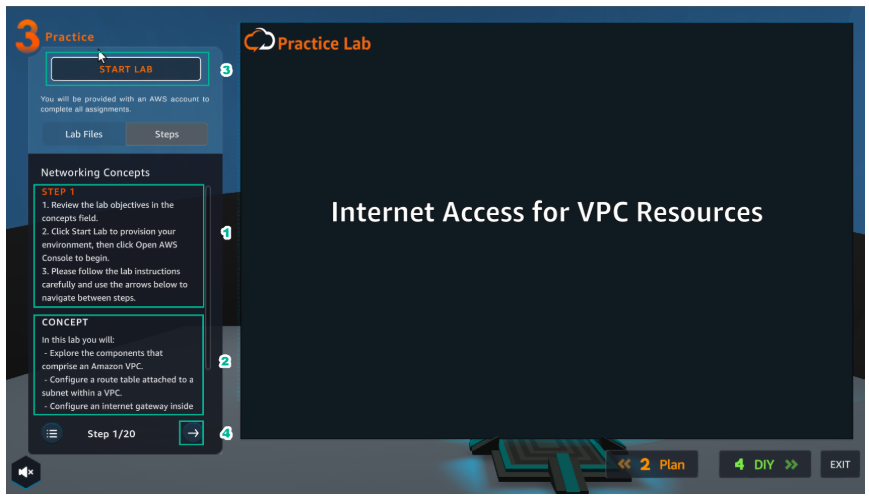 3 Practice
START LAB
3
You will be provided with an AWS account to
complete all assignments.
Lab Files
Steps
Networking Concepts
STEP 1
1. Review the lab objectives in the
concepts field.
2. Click Start Lab to provision your
environment, then click Open AWS
Console to begin.
3. Please follow the lab instructions
carefully and use the arrows below to
navigate between steps.
1
CONCEPT
In this lab you will:
- Explore the components that
comprise an Amazon VPC.
- Configure a route table attached to a
subnet within a VPC.
- Configure an internet gateway inside
2
Step 1/20
4
Practice Lab
Internet Access for VPC Resources
2 Plan
4 DIY
EXIT